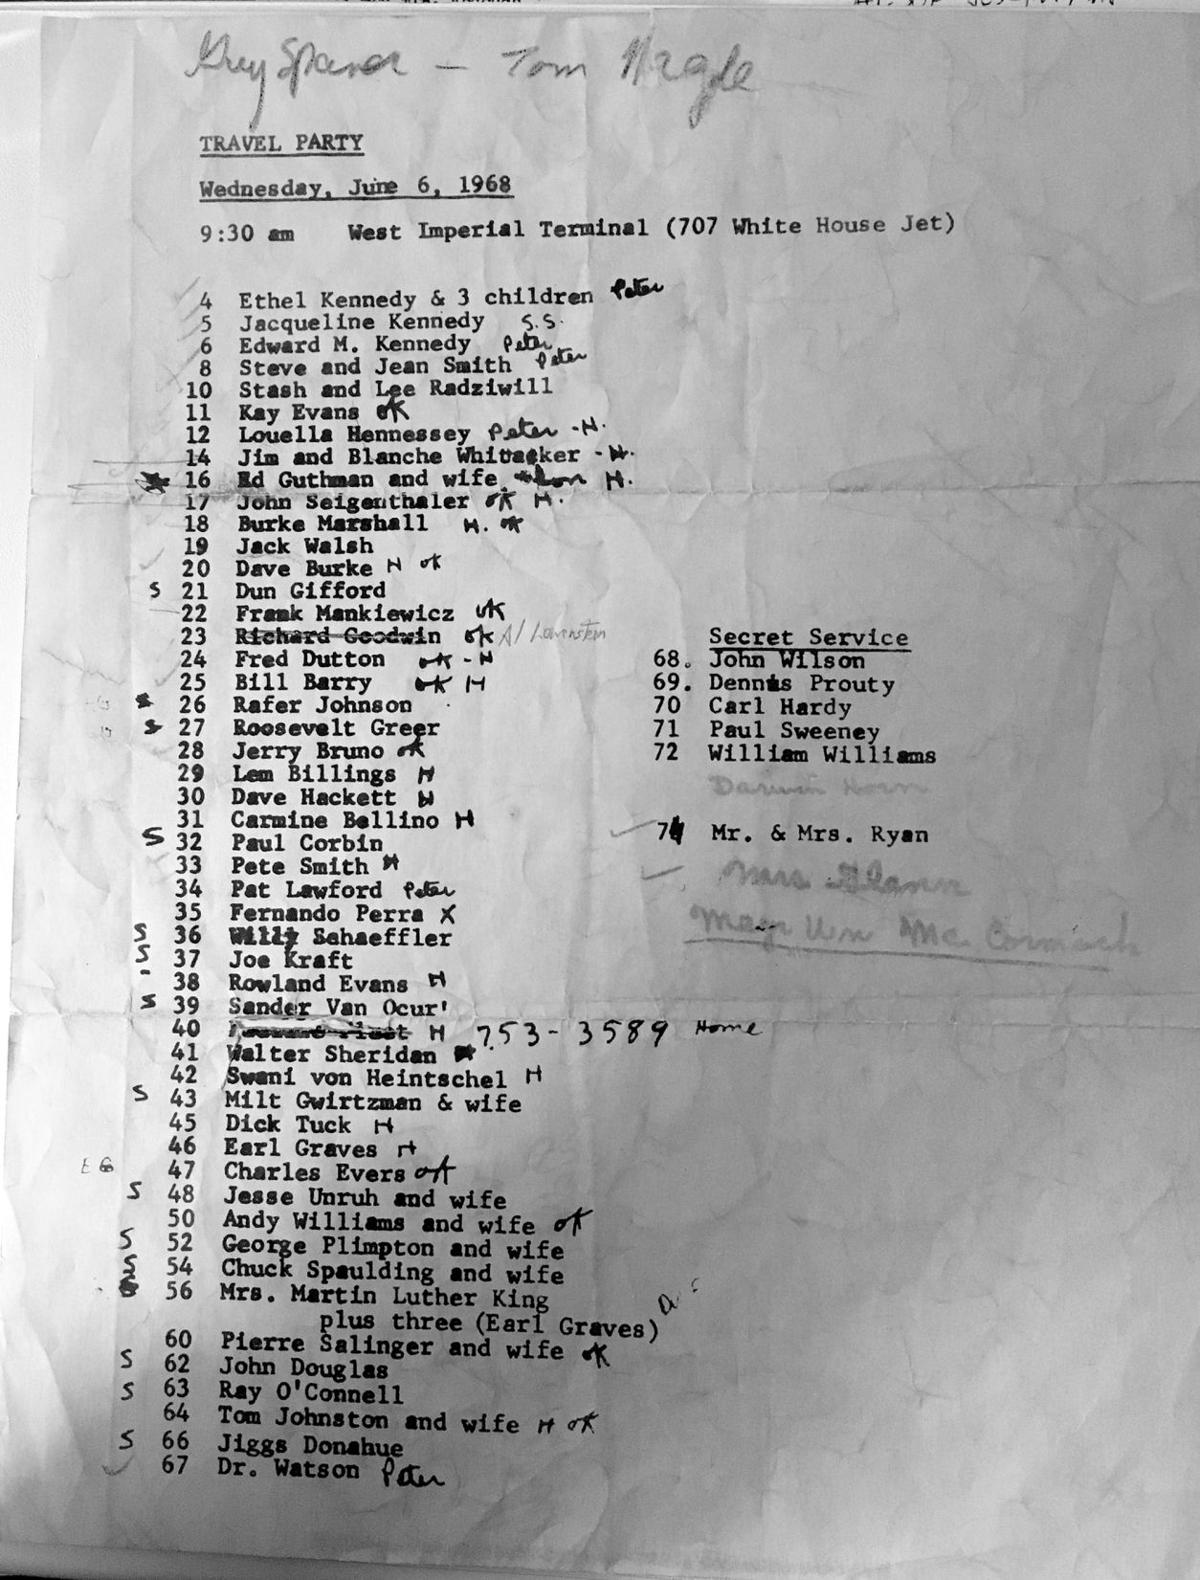 Tom
TRAVEL PARTY
Wednesday, June 6, 1968
9:30 am West Imperial Terminal (707 White House Jet)
4 Ethel Kennedy & 3 children Peter
5 Jacqueline Kennedy S.S.
6 Edward M. Kennedy Peter
8 Steve and Jean Smith Peter
10 Stash and Lee Radziwill
11 Kay Evans OK
12 Louella Hennessey Peter - H.
14 Jim and Blanche Whittaker - H.
16 Ed Guthman and wife H.
17 John Seigenthaler OK H.
18 Burke Marshall H. OK
19 Jack Walsh
20 Dave Burke H OK
S 21 Dun Gifford
22 Frank Mankiewicz OK
23 Richard Goodwin OK Al Lowenstein
24 Fred Dutton OK - H
25 Bill Barry OK H
26 Rafer Johnson
S 27 Roosevelt Greer
28 Jerry Bruno OK
29 Lem Billings H
30 Dave Hackett H
31 Carmine Bellino H
S 32 Paul Corbin
33 Pete Smith H
34 Pat Lawford Peter
35 Fernando Perra X
S 36 Willy Schaeffler
S 37 Joe Kraft
38 Rowland Evans H
S 39 Sander Van Ocur'
40 H 753-3589 Home
41 Walter Sheridan
42 Swani von Heintschel H
S 43 Milt Gwirtzman & wife
45 Dick Tuck H
46 Earl Graves H
EG 47 Charles Evers OK
S 48 Jesse Unruh and wife
50 Andy Williams and wife OK
S 52 George Plimpton and wife
S 54 Chuck Spaulding and wife
56 Mrs. Martin Luther King
plus three (Earl Graves)
60 Pierre Salinger and wife OK
S 62 John Douglas
S 63 Ray O'Connell
64 Tom Johnston and wife H OK
S 66 Jiggs Donahue
67 Dr. Watson Peter
Secret Service
68. John Wilson
69. Dennis Prouty
70 Carl Hardy
71 Paul Sweeney
72 William Williams
Darwin Horn
74 Mr. & Mrs. Ryan
Mrs.
Wm Mc Cormack